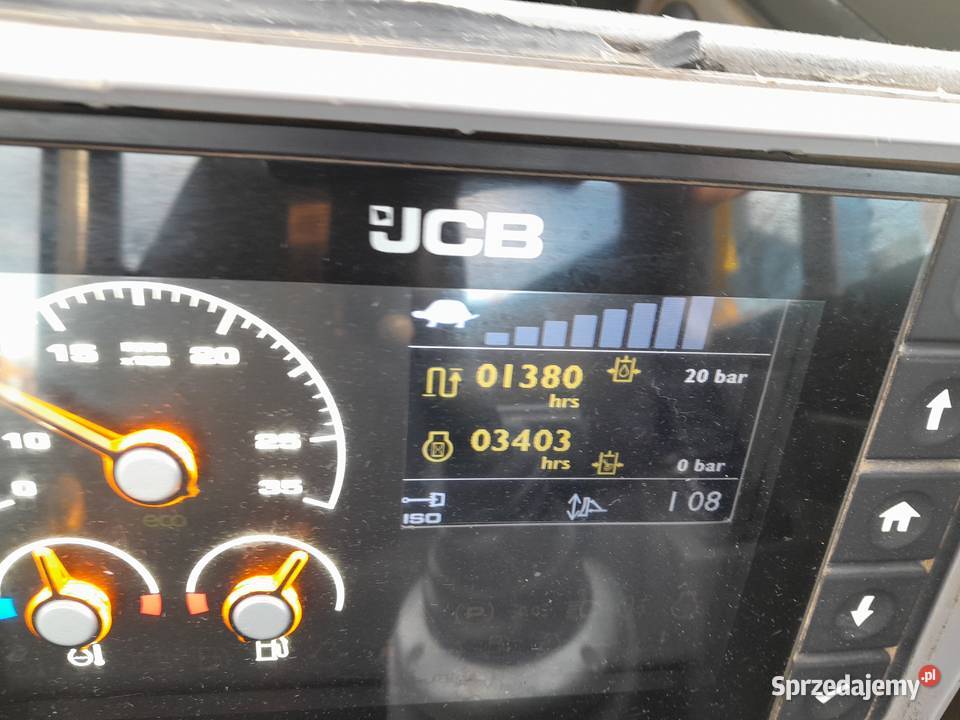 JCB
15
20
10
25
0
35
eco
01380
hrs
20 bar
03403
hrs
0 bar
ISO
1 08
Sprzedajemy.pl